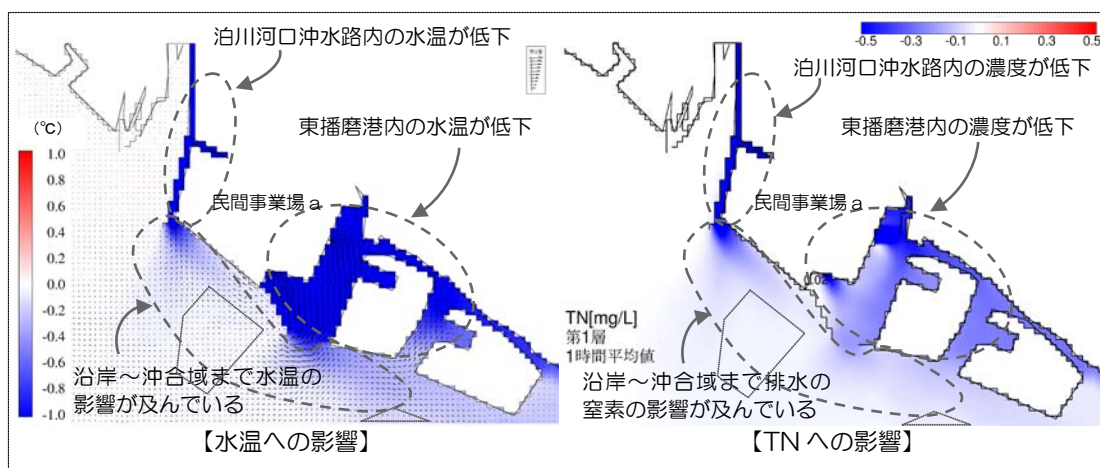 泊川河口沖水路内の水温が低下
東播磨港内の水温が低下
民間事業場a
(℃)
1.0
0.8
0.6
0.4
0.2
0.0
-0.2
-0.4
-0.6
-0.8
-1.0
沿岸~沖合域まで水温の
影響が及んでいる
【水温への影響】
-0.5 -0.3 -0.1 0.1 0.3 0.5
泊川河口沖水路内の濃度が低下
東播磨港内の濃度が低下
民間事業場a
TN[mg/L]
第1層
1時間平均値
沿岸~沖合域まで排水の
窒素の影響が及んでいる
【TNへの影響】